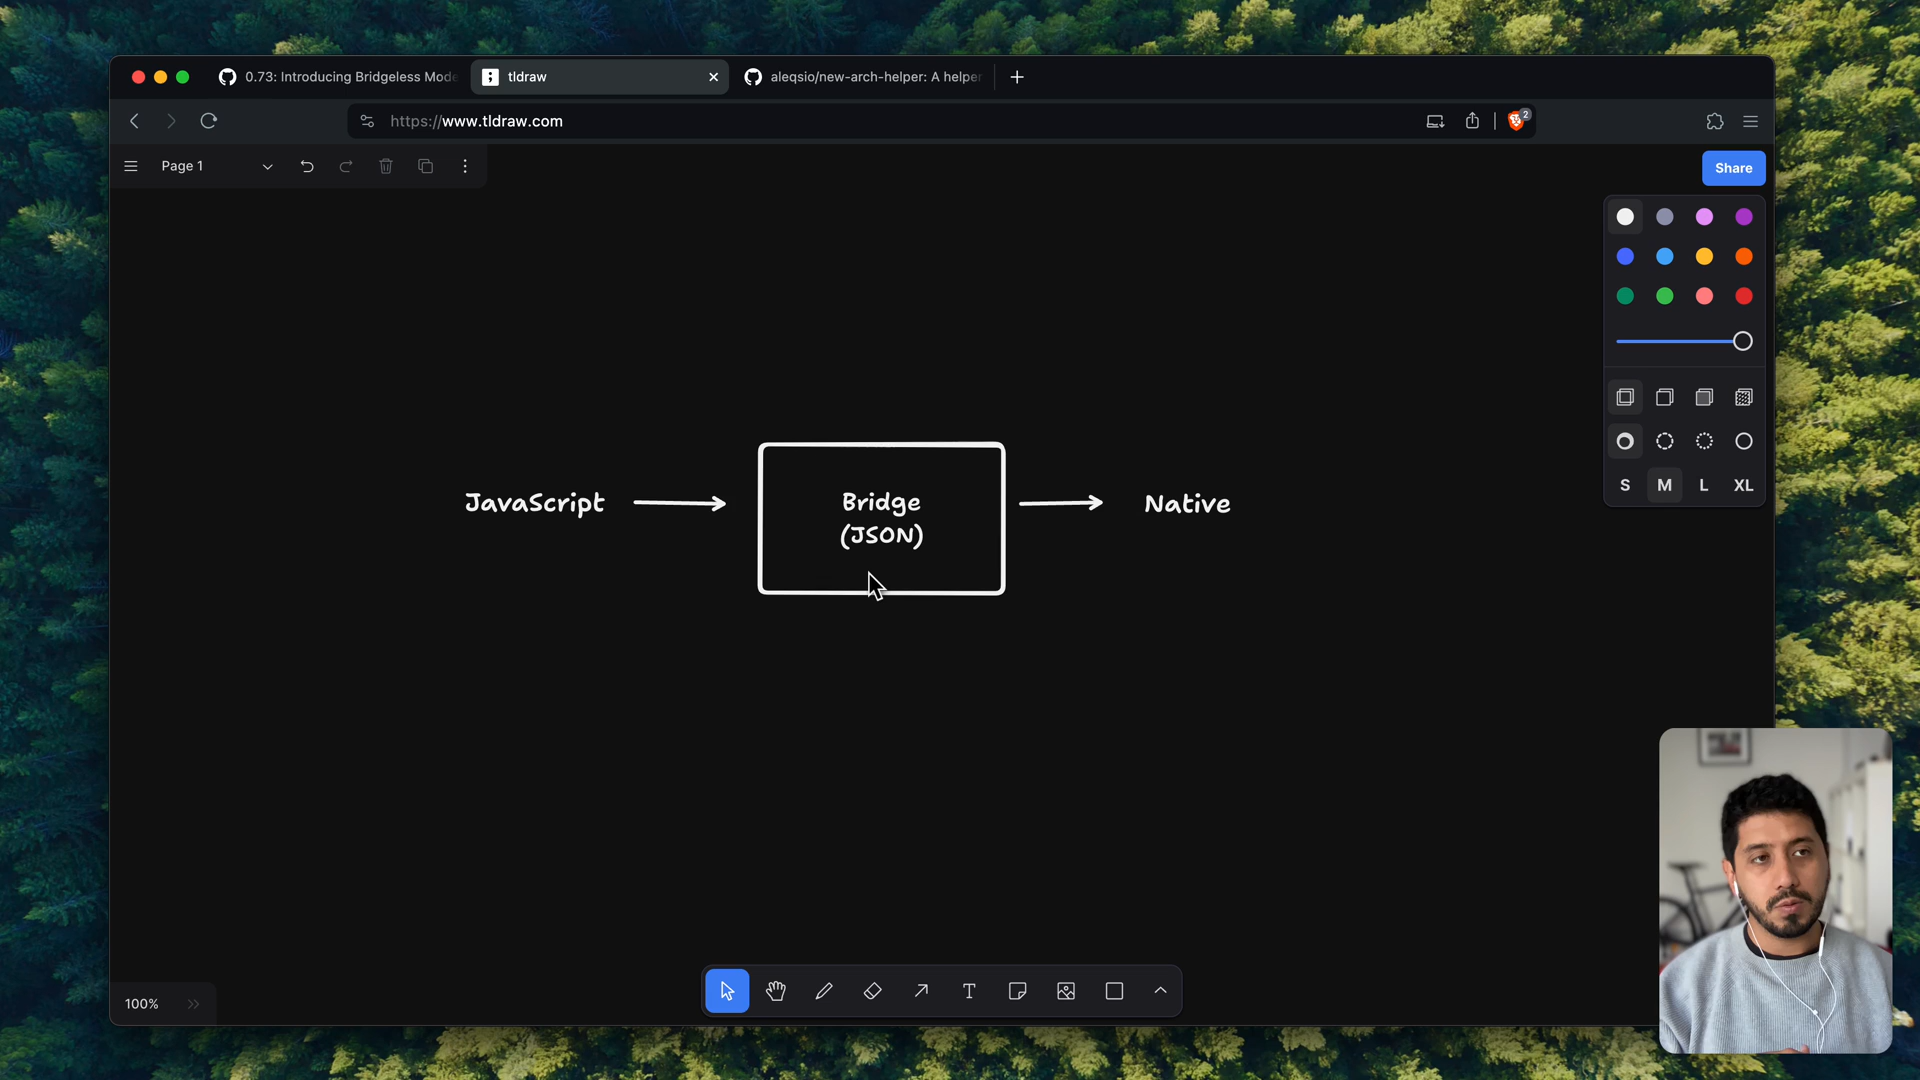 0.73: Introducing Bridgeless Mode
tldraw
aleqsio/new-arch-helper: A helper
https://www.tldraw.com
2
Page 1
Share
S M L XL
JavaScript
Bridge
(JSON)
Native
100%